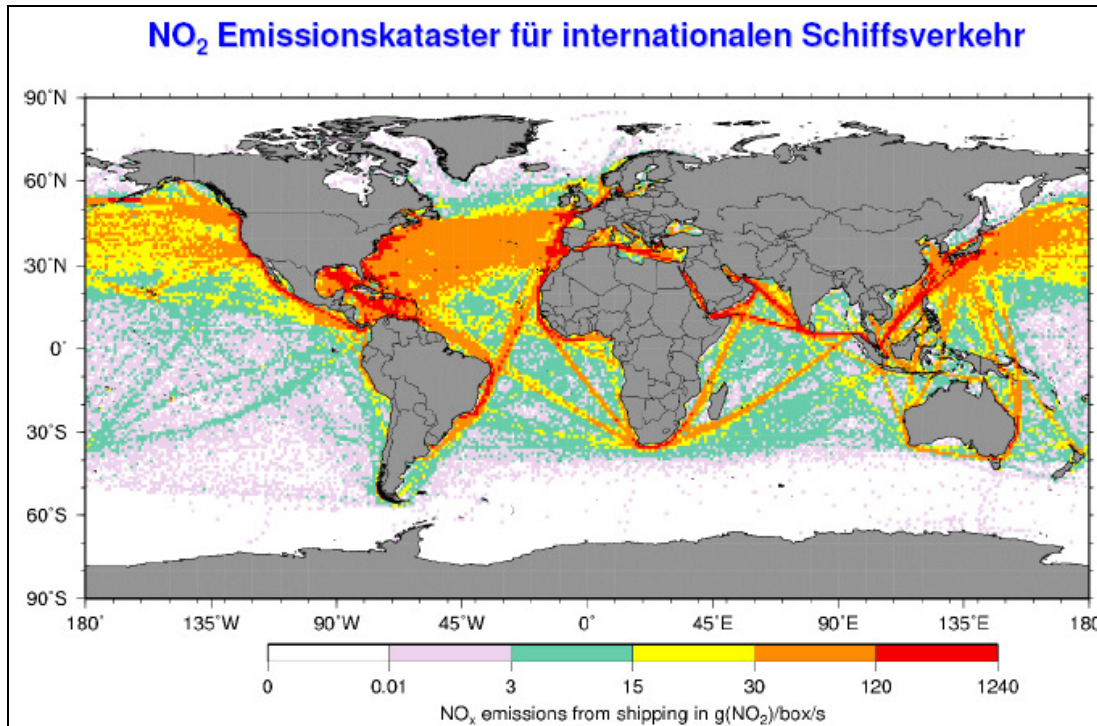 NO₂ Emissionskataster für internationalen Schiffsverkehr
90˚N
60˚N
30˚N
0˚
30˚S
60˚S
90˚S
180˚ 135˚W 90˚W 45˚W 0˚ 45˚E 90˚E 135˚E 180
0 0.01 3 15 30 120 1240
NOₓ emissions from shipping in g(NO₂)/box/s